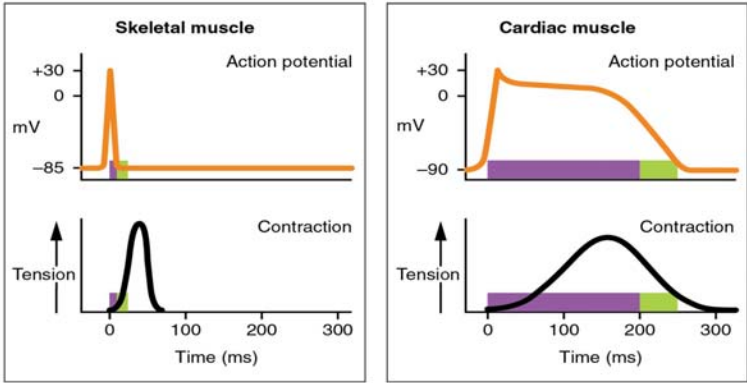 Skeletal muscle
Action potential
+30
0
mV
–85
Contraction
Tension
0 100 200 300
Time (ms)
Cardiac muscle
Action potential
+30
0
mV
–90
Contraction
Tension
0 100 200 300
Time (ms)